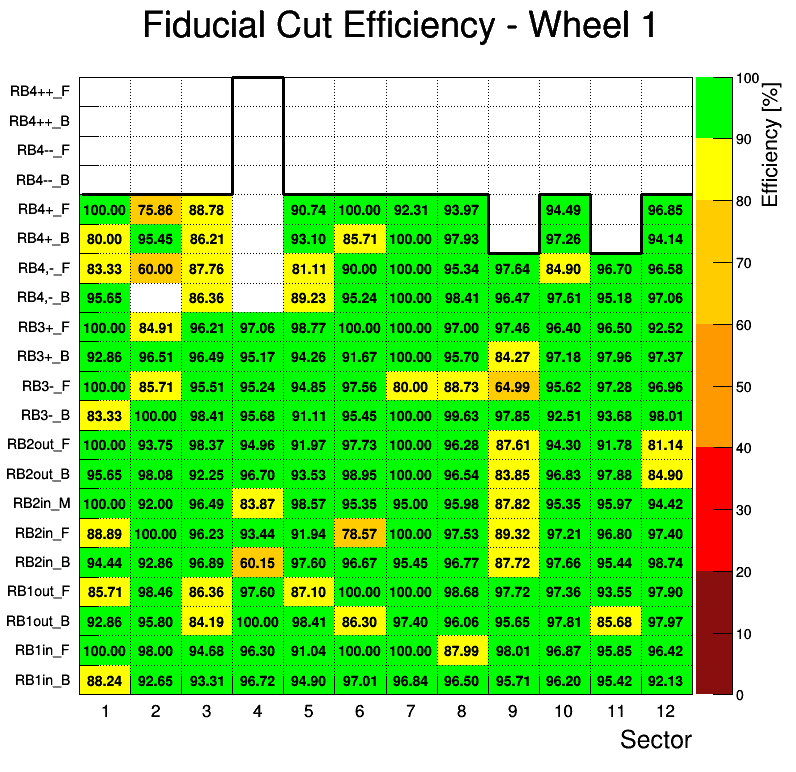 Fiducial Cut Efficiency - Wheel 1
RB4++_F
RB4++_B
RB4--_F
RB4--_B
RB4+_F 100.00 75.86 88.78 90.74 100.00 92.31 93.97 94.49 96.85
RB4+_B 80.00 95.45 86.21 93.10 85.71 100.00 97.93 97.26 94.14
RB4,-_F 83.33 60.00 87.76 81.11 90.00 100.00 95.34 97.64 84.90 96.70 96.58
RB4,-_B 95.65 86.36 89.23 95.24 100.00 98.41 96.47 97.61 95.18 97.06
RB3+_F 100.00 84.91 96.21 97.06 98.77 100.00 100.00 97.00 97.46 96.40 96.50 92.52
RB3+_B 92.86 96.51 96.49 95.17 94.26 91.67 100.00 95.70 84.27 97.18 97.96 97.37
RB3-_F 100.00 85.71 95.51 95.24 94.85 97.56 80.00 88.73 64.99 95.62 97.28 96.96
RB3-_B 83.33 100.00 98.41 95.68 91.11 95.45 100.00 99.63 97.85 92.51 93.68 98.01
RB2out_F 100.00 93.75 98.37 94.96 91.97 97.73 100.00 96.28 87.61 94.30 91.78 81.14
RB2out_B 95.65 98.08 92.25 96.70 93.53 98.95 100.00 96.54 83.85 96.83 97.88 84.90
RB2in_M 100.00 92.00 96.49 83.87 98.57 95.35 95.00 95.98 87.82 95.35 95.97 94.42
RB2in_F 88.89 100.00 96.23 93.44 91.94 78.57 100.00 97.53 89.32 97.21 96.80 97.40
RB2in_B 94.44 92.86 96.89 60.15 97.60 96.67 95.45 96.77 87.72 97.66 95.44 98.74
RB1out_F 85.71 98.46 86.36 97.60 87.10 100.00 100.00 98.68 97.72 97.36 93.55 97.90
RB1out_B 92.86 95.80 84.19 100.00 98.41 86.30 97.40 96.06 95.65 97.81 85.68 97.97
RB1in_F 100.00 98.00 94.68 96.30 91.04 100.00 100.00 87.99 98.01 96.87 95.85 96.42
RB1in_B 88.24 92.65 93.31 96.72 94.90 97.01 96.84 96.50 95.71 96.20 95.42 92.13
1 2 3 4 5 6 7 8 9 10 11 12
Sector
100
90
80
70
60
50
40
30
20
10
0
Efficiency [%]